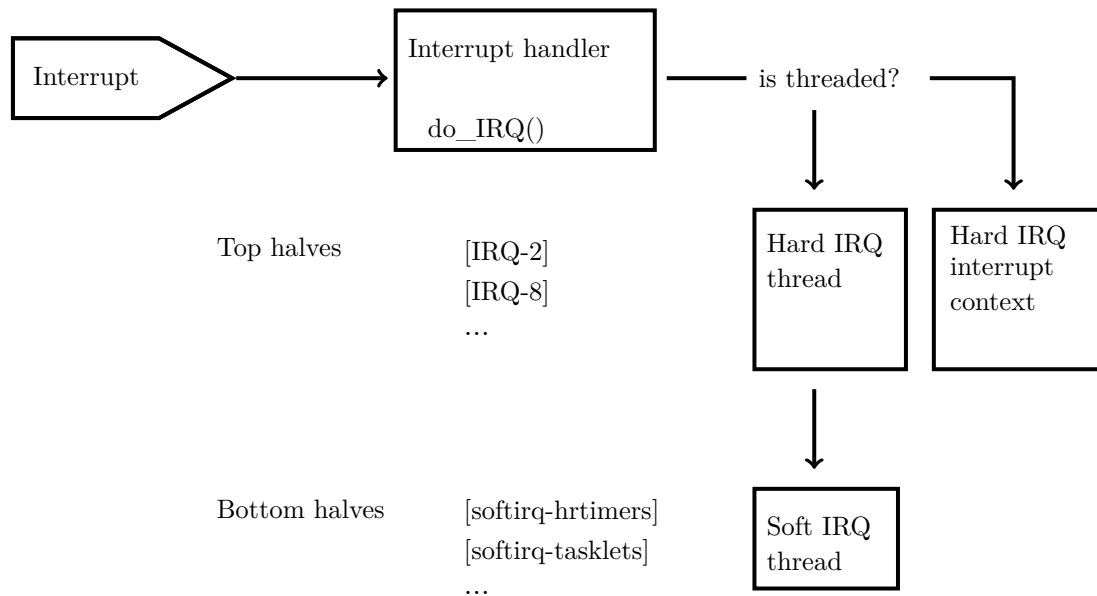 Interrupt
Interrupt handler
do_IRQ()
is threaded?
Top halves
[IRQ-2]
[IRQ-8]
...
Hard IRQ
thread
Hard IRQ
interrupt
context
Bottom halves
[softirq-hrtimers]
[softirq-tasklets]
...
Soft IRQ
thread